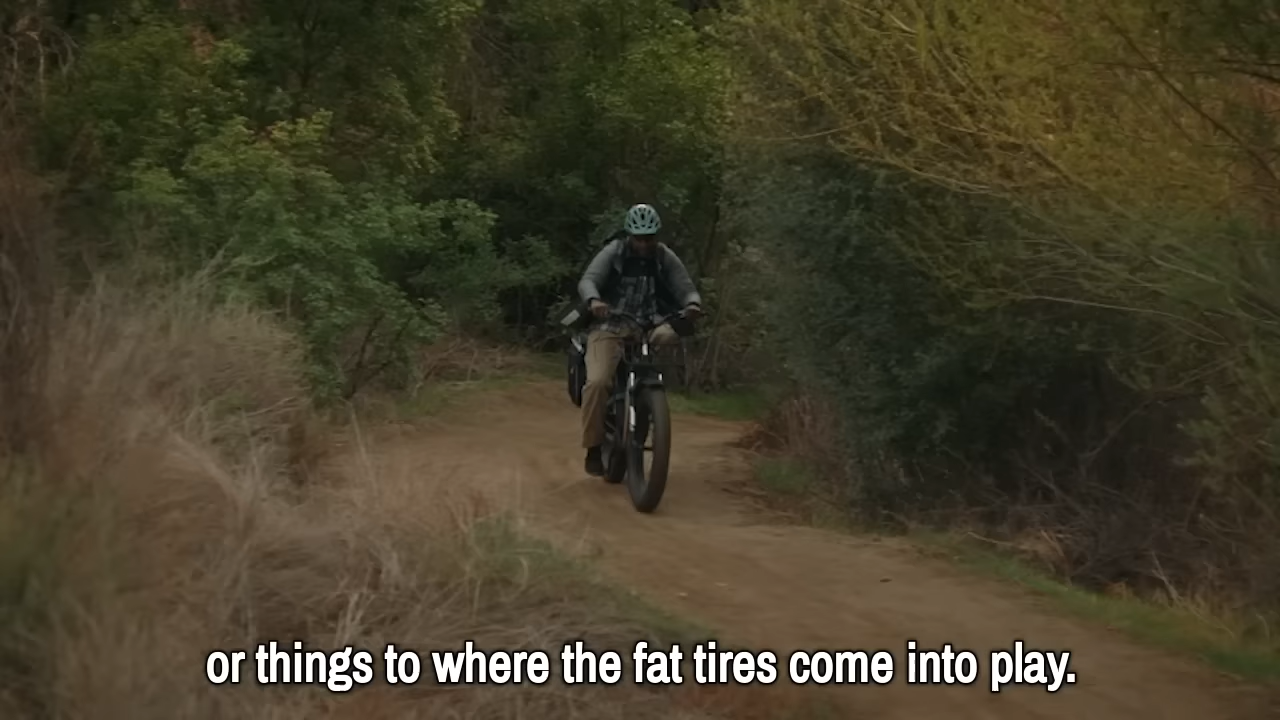 or things to where the fat tires come into play.